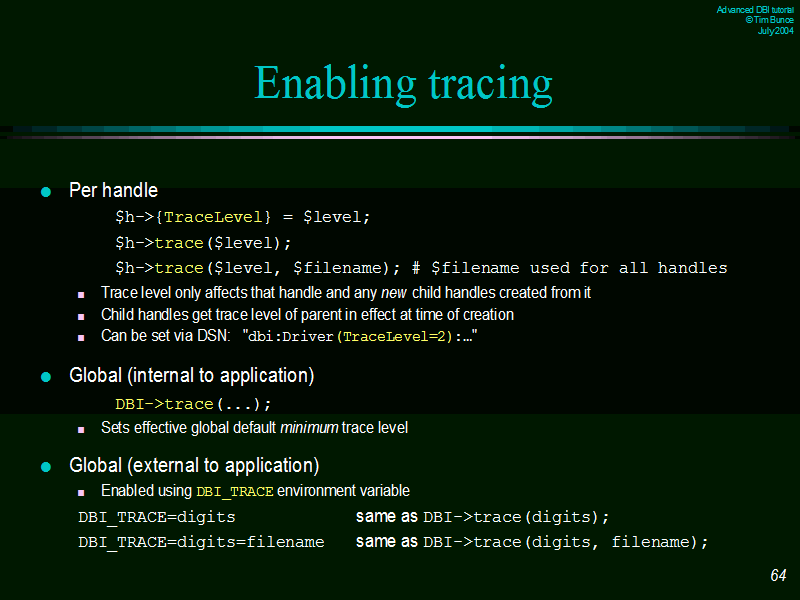 Advanced DBI tutorial
© Tim Bunce
July 2004
Enabling tracing
Per handle
$h->{TraceLevel} = $level;
$h->trace($level);
$h->trace($level, $filename); # $filename used for all handles
Trace level only affects that handle and any new child handles created from it
Child handles get trace level of parent in effect at time of creation
Can be set via DSN: "dbi:Driver(TraceLevel=2):…"
Global (internal to application)
DBI->trace(...);
Sets effective global default minimum trace level
Global (external to application)
Enabled using DBI_TRACE environment variable
DBI_TRACE=digits same as DBI->trace(digits);
DBI_TRACE=digits=filename same as DBI->trace(digits, filename);
64